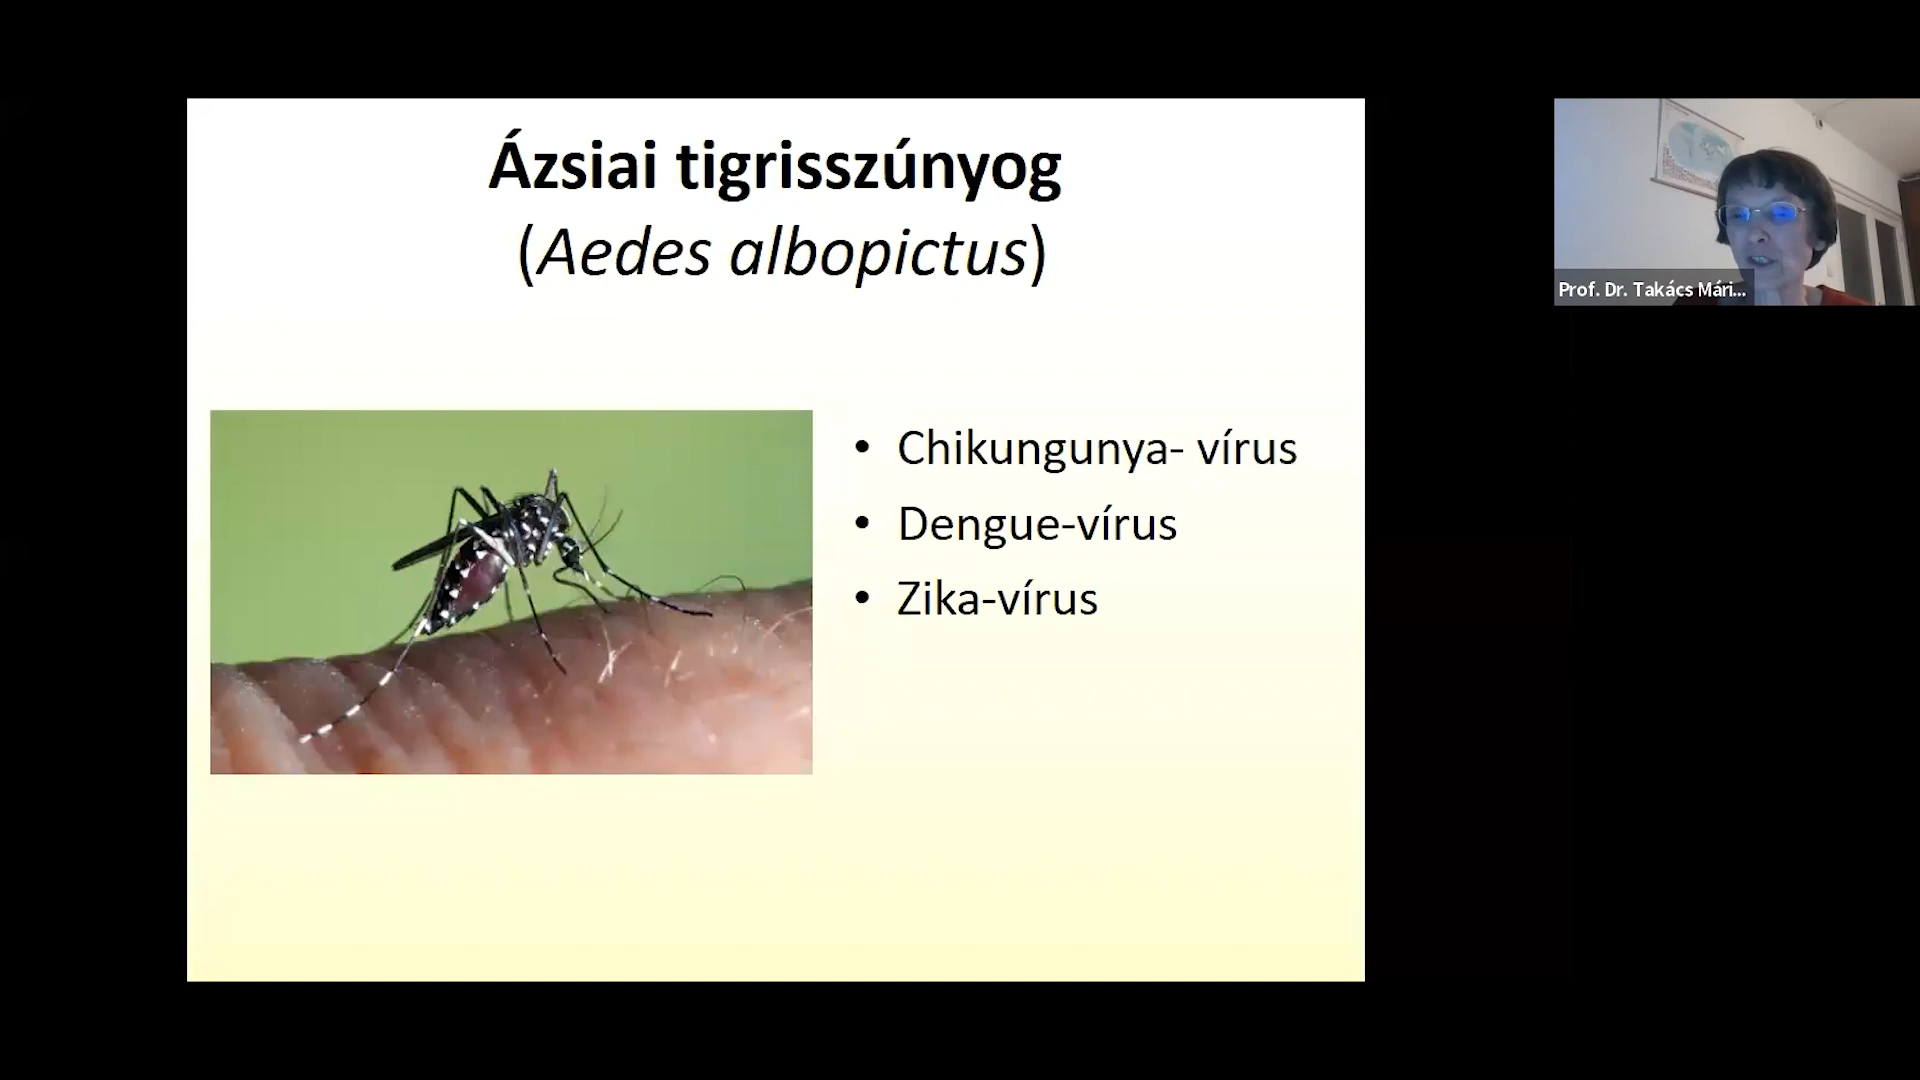 Ázsiai tigrisszúnyog
(Aedes albopictus)
• Chikungunya- vírus
• Dengue-vírus
• Zika-vírus
Prof. Dr. Takács Mári...